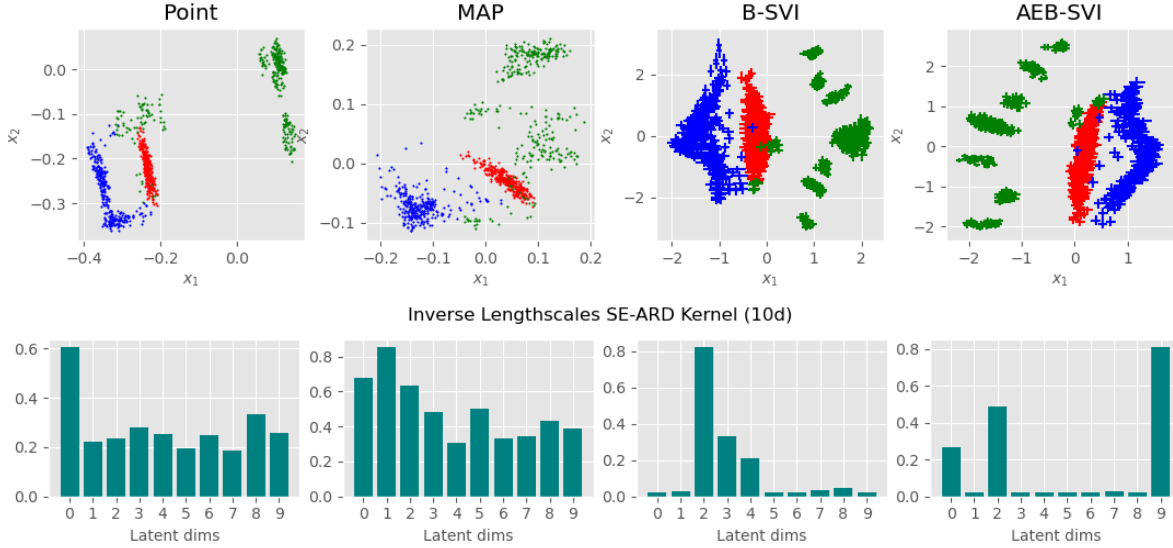 Point MAP B-SVI AEB-SVI
0.0 −0.1 −0.2 −0.3
x₂
−0.4 −0.2 0.0
x₁
0.2 0.1 0.0 −0.1
x₂
−0.2 −0.1 0.0 0.1 0.2
x₁
2 0 −2
x₂
−2 −1 0 1 2
x₁
2 1 0 −1 −2
x₂
−2 −1 0 1
x₁
Inverse Lengthscales SE-ARD Kernel (10d)
0.6 0.4 0.2 0.0
0 1 2 3 4 5 6 7 8 9
Latent dims
0.8 0.6 0.4 0.2 0.0
0 1 2 3 4 5 6 7 8 9
Latent dims
0.8 0.6 0.4 0.2 0.0
0 1 2 3 4 5 6 7 8 9
Latent dims
0.8 0.6 0.4 0.2 0.0
0 1 2 3 4 5 6 7 8 9
Latent dims